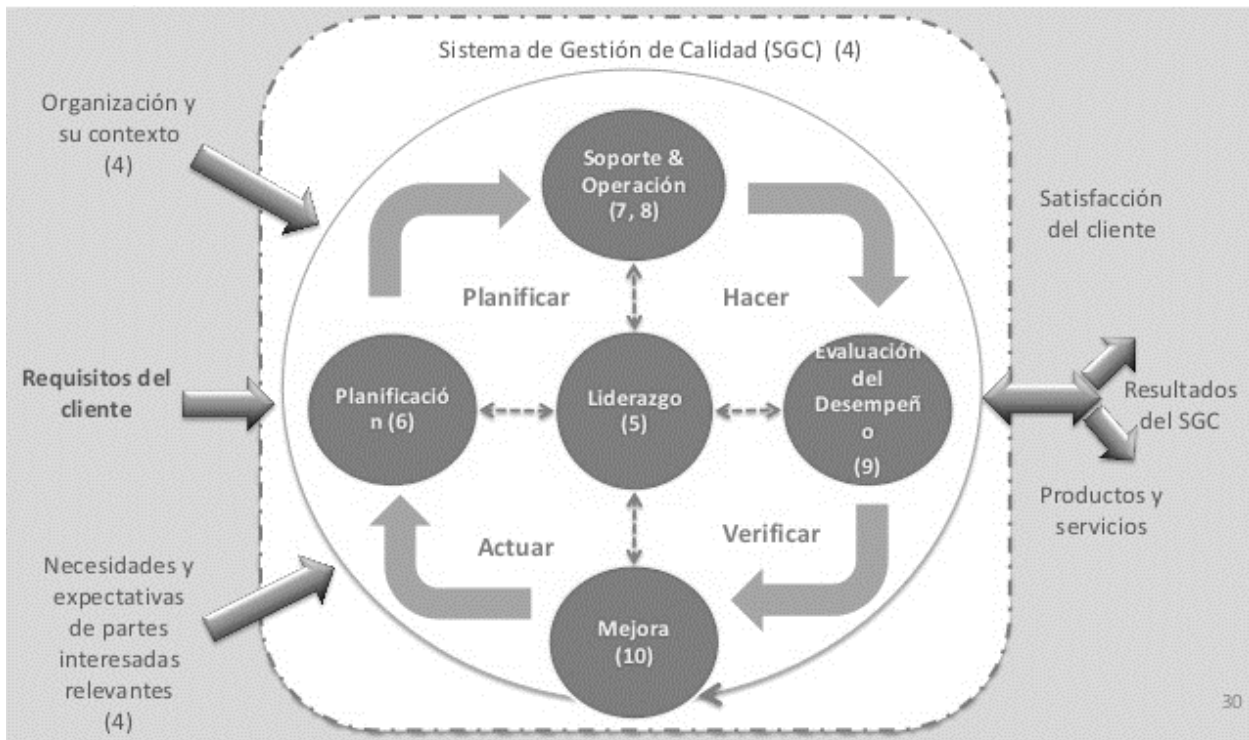 Sistema de Gestión de Calidad (SGC) (4)
Organización y
su contexto
(4)
Soporte &
Operación
(7, 8)
Satisfacción
del cliente
Planificar
Hacer
Requisitos del
cliente
Planificació
n (6)
Liderazgo
(5)
Evaluación
del
Desempeñ
o
(9)
Resultados
del SGC
Productos y
servicios
Actuar
Verificar
Necesidades y
expectativas
de partes
interesadas
relevantes
(4)
Mejora
(10)
30